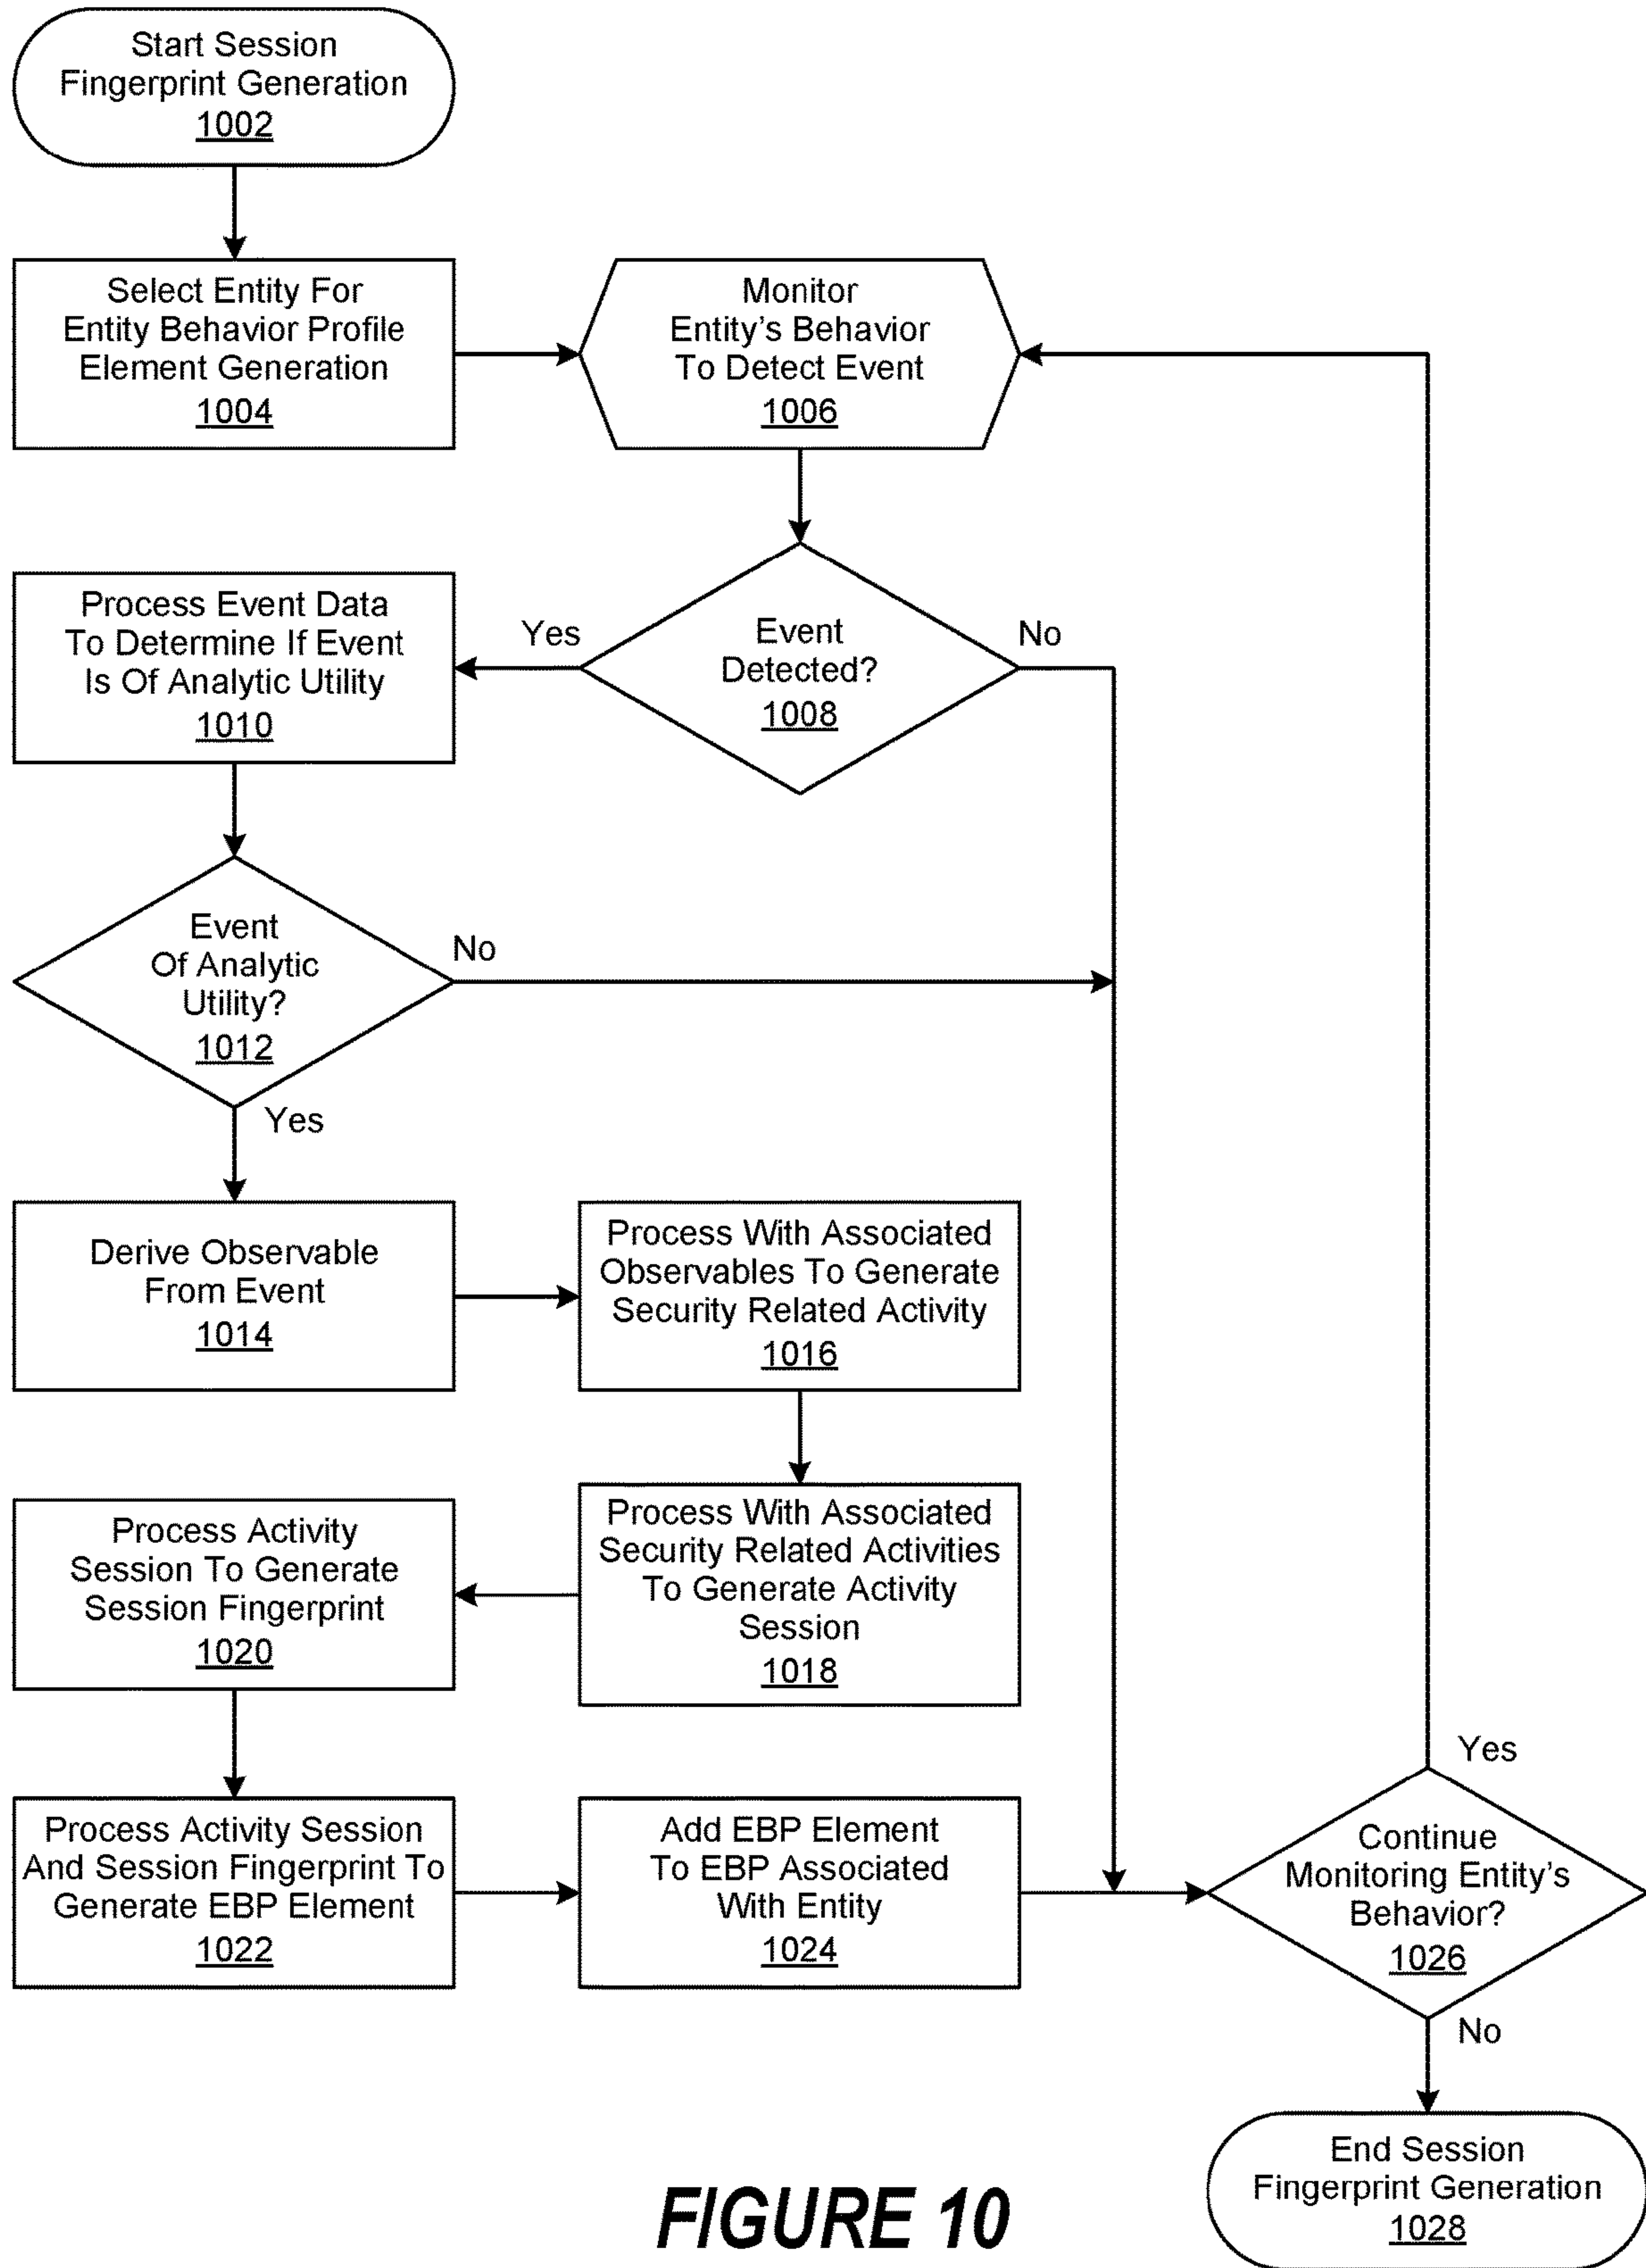 Start Session
Fingerprint Generation
1002
Select Entity For
Entity Behavior Profile
Element Generation
1004
Monitor
Entity’s Behavior
To Detect Event
1006
Process Event Data
To Determine If Event
Is Of Analytic Utility
1010
Yes
Event
Detected?
1008
No
Event
Of Analytic
Utility?
1012
No
Yes
Derive Observable
From Event
1014
Process With Associated
Observables To Generate
Security Related Activity
1016
Process Activity
Session To Generate
Session Fingerprint
1020
Process With Associated
Security Related Activities
To Generate Activity
Session
1018
Process Activity Session
And Session Fingerprint To
Generate EBP Element
1022
Add EBP Element
To EBP Associated
With Entity
1024
Yes
Continue
Monitoring Entity’s
Behavior?
1026
No
End Session
Fingerprint Generation
1028
FIGURE 10